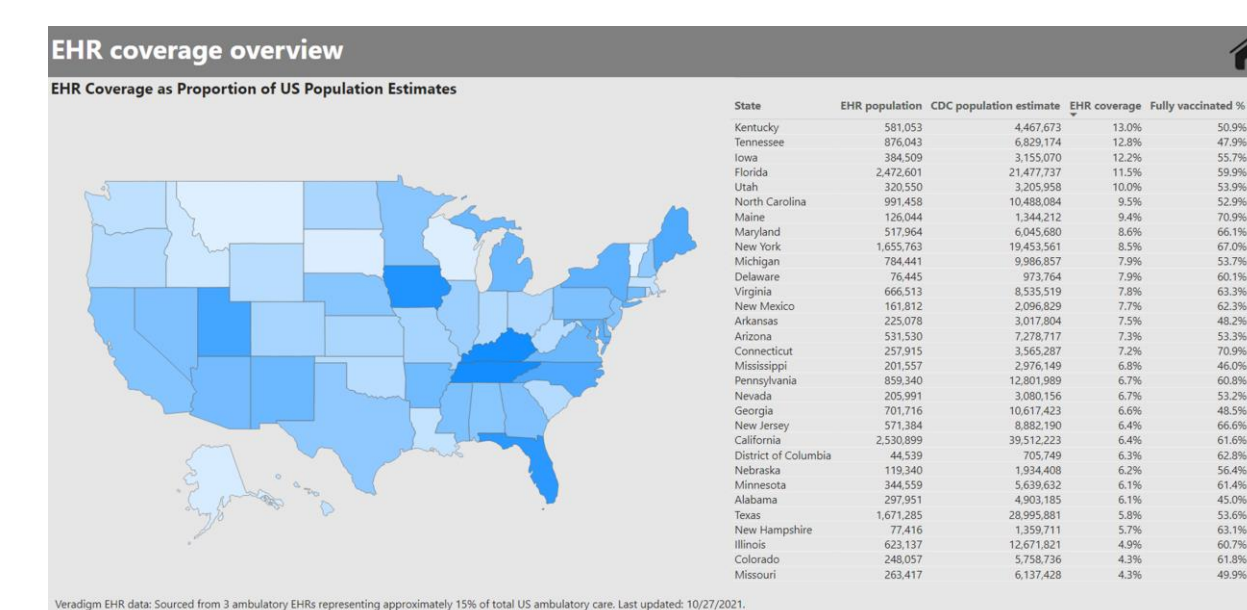 EHR coverage overview
EHR Coverage as Proportion of US Population Estimates
State EHR population CDC population estimate EHR coverage Fully vaccinated %
Kentucky 581,053 4,467,673 13.0% 50.9%
Tennessee 876,043 6,829,174 12.8% 47.9%
Iowa 384,509 3,155,070 12.2% 55.7%
Florida 2,472,601 21,477,737 11.5% 59.9%
Utah 320,550 3,205,958 10.0% 53.9%
North Carolina 991,458 10,488,084 9.5% 52.9%
Maine 126,044 1,344,212 9.4% 70.9%
Maryland 517,964 6,045,680 8.6% 66.1%
New York 1,655,763 19,453,561 8.5% 67.0%
Michigan 784,441 9,986,857 7.9% 53.7%
Delaware 76,445 973,764 7.9% 60.1%
Virginia 666,513 8,535,519 7.8% 63.3%
New Mexico 161,812 2,096,829 7.7% 62.3%
Arkansas 225,078 3,017,804 7.5% 48.2%
Arizona 531,530 7,278,717 7.3% 53.3%
Connecticut 257,915 3,565,287 7.2% 70.9%
Mississippi 201,557 2,976,149 6.8% 46.0%
Pennsylvania 859,340 12,801,989 6.7% 60.8%
Nevada 205,991 3,080,156 6.7% 53.2%
Georgia 701,716 10,617,423 6.6% 48.5%
New Jersey 571,384 8,882,190 6.4% 66.6%
California 2,530,899 39,512,223 6.4% 61.6%
District of Columbia 44,539 705,749 6.3% 62.8%
Nebraska 119,340 1,934,408 6.2% 56.4%
Minnesota 344,559 5,639,632 6.1% 61.4%
Alabama 297,951 4,903,185 6.1% 45.0%
Texas 1,671,285 28,995,881 5.8% 53.6%
New Hampshire 77,416 1,359,711 5.7% 63.1%
Illinois 623,137 12,671,821 4.9% 60.7%
Colorado 248,057 5,758,736 4.3% 61.8%
Missouri 263,417 6,137,428 4.3% 49.9%
Veradigm EHR data: Sourced from 3 ambulatory EHRs representing approximately 15% of total US ambulatory care. Last updated: 10/27/2021.